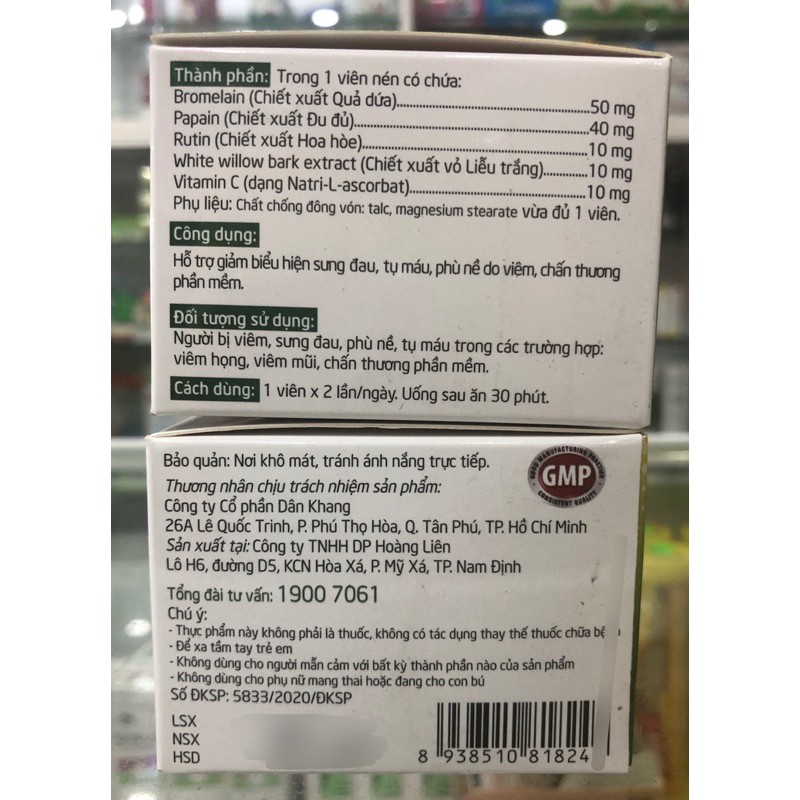 Thành phần: Trong 1 viên nén có chứa:
Bromelain (Chiết xuất Quả dứa)..........50 mg
Papain (Chiết xuất Đu đủ)..........40 mg
Rutin (Chiết xuất Hoa hòe)..........10 mg
White willow bark extract (Chiết xuất vỏ Liễu trắng)..........10 mg
Vitamin C (dạng Natri-L-ascorbat)..........10 mg
Phụ liệu: Chất chống đông vón: talc, magnesium stearate vừa đủ 1 viên.
Công dụng:
Hỗ trợ giảm biểu hiện sưng đau, tụ máu, phù nề do viêm, chấn thương
phần mềm.
Đối tượng sử dụng:
Người bị viêm, sưng đau, phù nề, tụ máu trong các trường hợp:
viêm họng, viêm mũi, chấn thương phần mềm.
Cách dùng: 1 viên x 2 lần/ngày. Uống sau ăn 30 phút.
Bảo quản: Nơi khô mát, tránh ánh nắng trực tiếp.
GOOD MANUFACTURING PRACTICE
GMP
CONSISTENT QUALITY
Thương nhân chịu trách nhiệm sản phẩm:
Công ty Cổ phần Dân Khang
26A Lê Quốc Trinh, P. Phú Thọ Hòa, Q. Tân Phú, TP. Hồ Chí Minh
Sản xuất tại: Công ty TNHH DP Hoàng Liên
Lô H6, đường D5, KCN Hòa Xá, P. Mỹ Xá, TP. Nam Định
Tổng đài tư vấn: 1900 7061
Chú ý:
- Thực phẩm này không phải là thuốc, không có tác dụng thay thế thuốc chữa
- Để xa tầm tay trẻ em
- Không dùng cho người mẫn cảm với bất kỳ thành phần nào của sản phẩm
- Không dùng cho phụ nữ mang thai hoặc đang cho con bú
Số ĐKSP: 5833/2020/ĐKSP
LSX
NSX
HSD
8 938510 81824